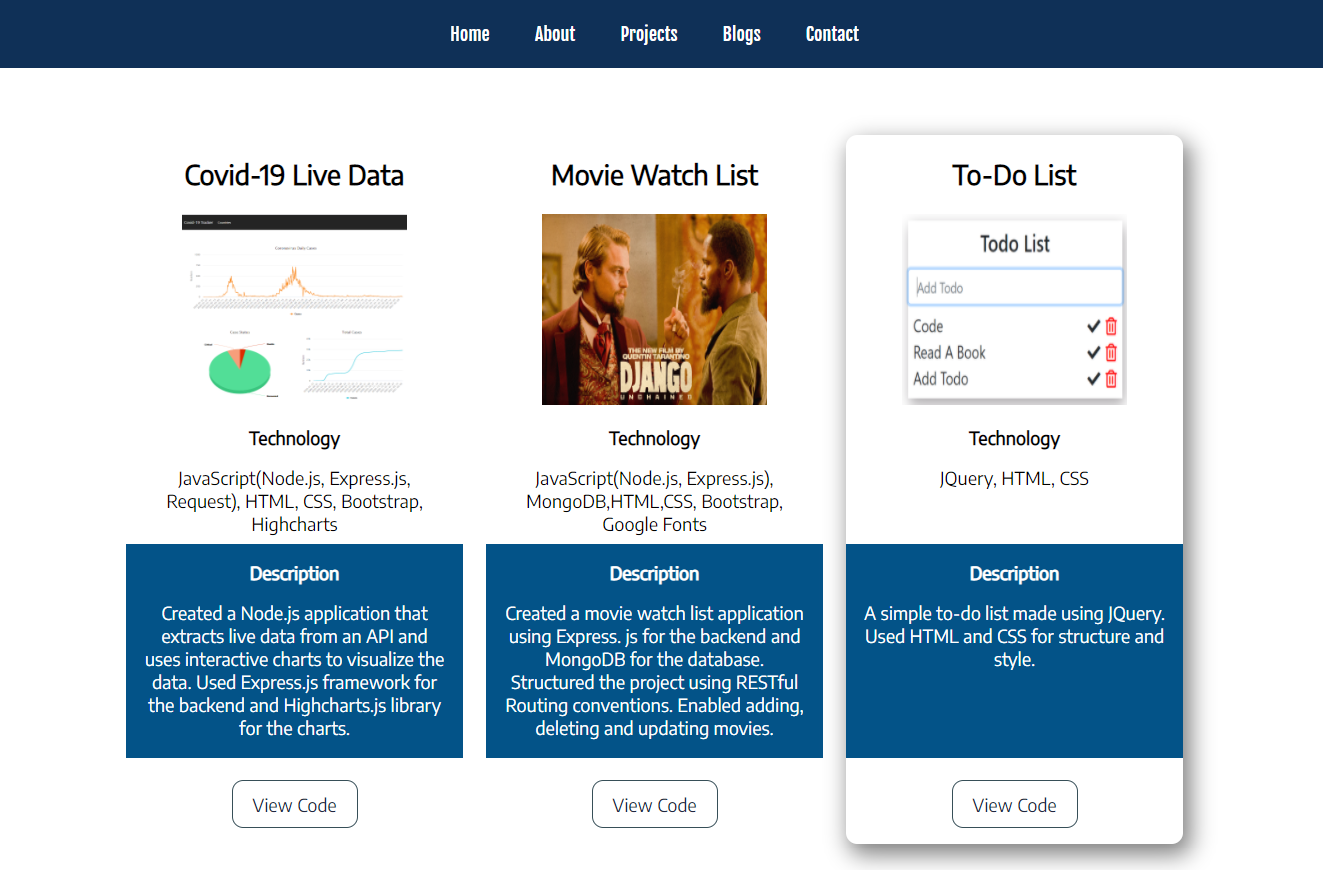 Home About Projects Blogs Contact
Covid-19 Live Data
Covid-19 Tracker Countries
Total Cases
Technology
JavaScript(Node.js, Express.js,
Request), HTML, CSS, Bootstrap,
Highcharts
Description
Created a Node.js application that
extracts live data from an API and
uses interactive charts to visualize the
data. Used Express.js framework for
the backend and Highcharts.js library
for the charts.
View Code
Movie Watch List
THE NEW FILM BY
QUENTIN TARANTINO
DJANGO
UNCHAINED
Technology
JavaScript(Node.js, Express.js),
MongoDB,HTML,CSS, Bootstrap,
Google Fonts
Description
Created a movie watch list application
using Express. js for the backend and
MongoDB for the database.
Structured the project using RESTful
Routing conventions. Enabled adding,
deleting and updating movies.
View Code
To-Do List
Todo List
Add Todo
Code
Read A Book
Add Todo
Technology
JQuery, HTML, CSS
Description
A simple to-do list made using JQuery.
Used HTML and CSS for structure and
style.
View Code